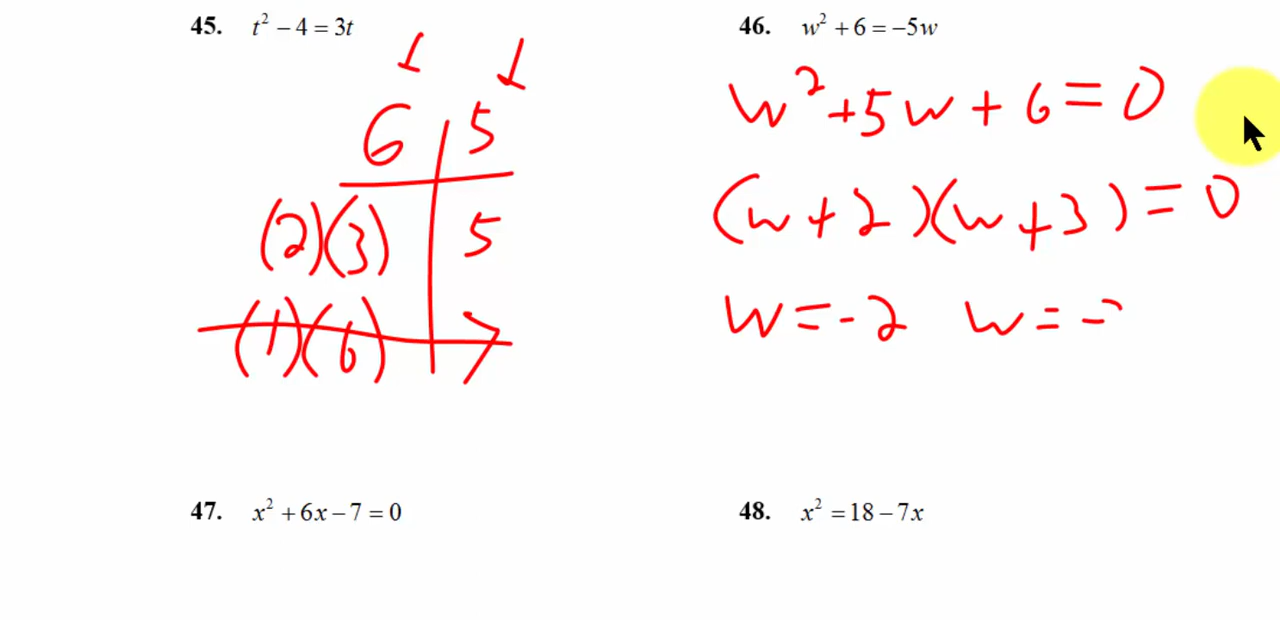 45. t² − 4 = 3t
1 1
6 5
(2)(3) 5
(1)(6) 7
46. w² + 6 = −5w
w² + 5w + 6 = 0
(w + 2)(w + 3) = 0
w = -2 w = -
47. x² + 6x − 7 = 0
48. x² = 18 − 7x